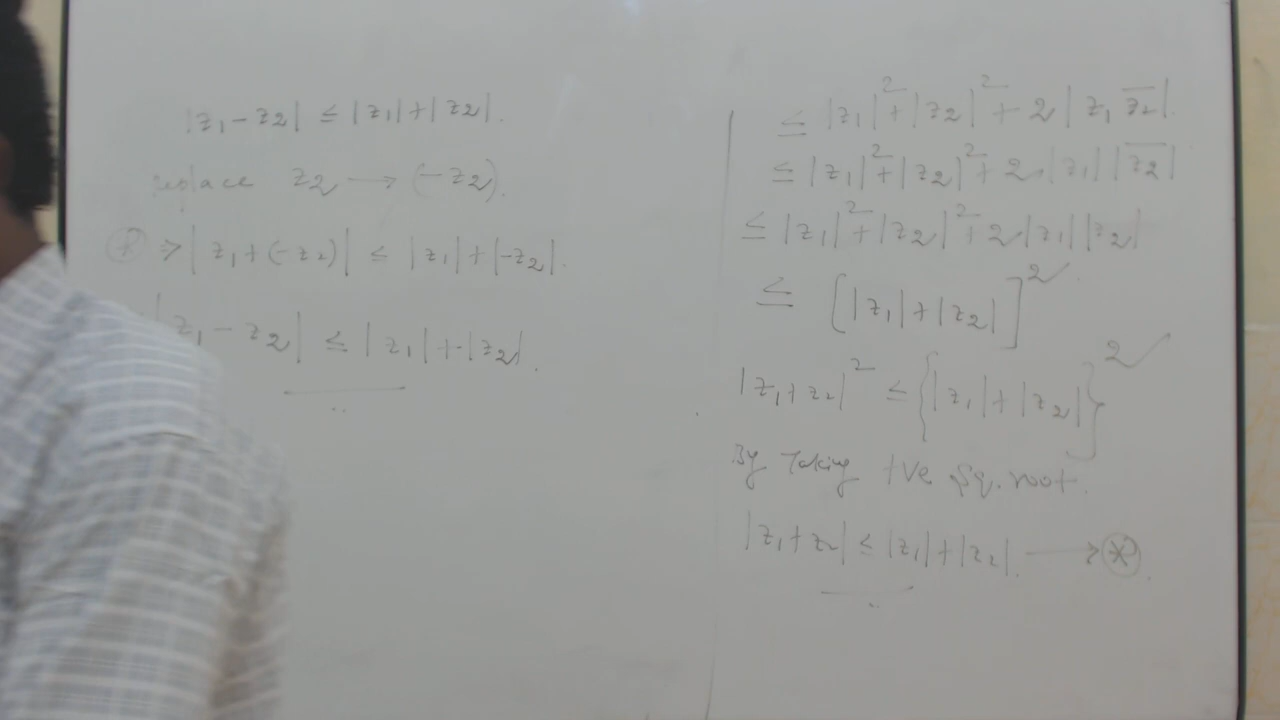 |z₁ - z₂| ≤ |z₁| + |z₂|.
replace z₂ → (-z₂).
⊛ ⇒ |z₁ + (-z₂)| ≤ |z₁| + |-z₂|.
|z₁ - z₂| ≤ |z₁| + |z₂|.
≤ |z₁|² + |z₂|² + 2|z₁ z̅₂|.
≤ |z₁|² + |z₂|² + 2.|z₁| |z̅₂|
≤ |z₁|² + |z₂|² + 2|z₁| |z₂|
≤ [|z₁| + |z₂|]²
|z₁ + z₂|² ≤ {|z₁| + |z₂|}²
By Taking +ve Sq. root.
|z₁ + z₂| ≤ |z₁| + |z₂|. → ⊛.